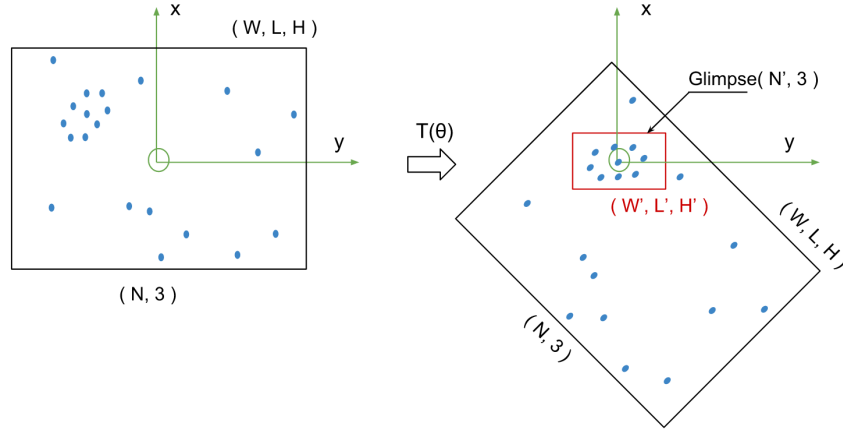 x
( W, L, H )
y
( N, 3 )
T(θ)
x
Glimpse( N’, 3 )
y
( W’, L’, H’ )
( W, L, H )
( N, 3 )